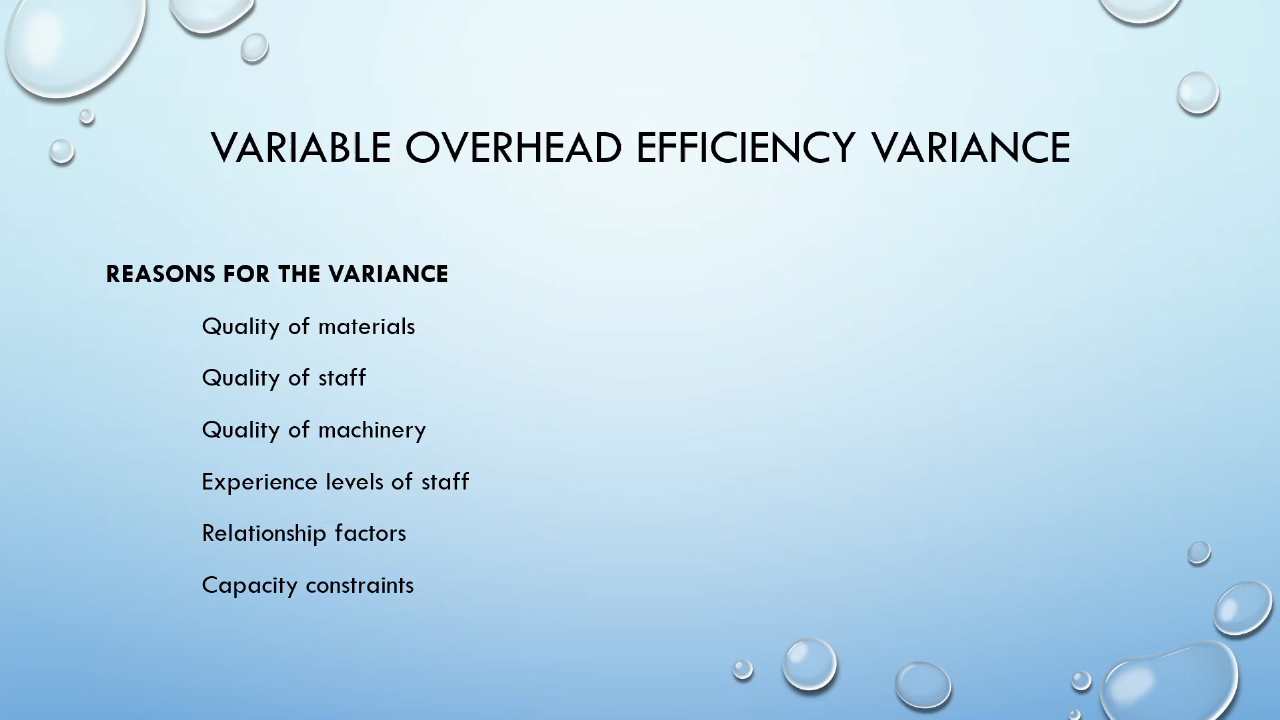 VARIABLE OVERHEAD EFFICIENCY VARIANCE
REASONS FOR THE VARIANCE
Quality of materials
Quality of staff
Quality of machinery
Experience levels of staff
Relationship factors
Capacity constraints